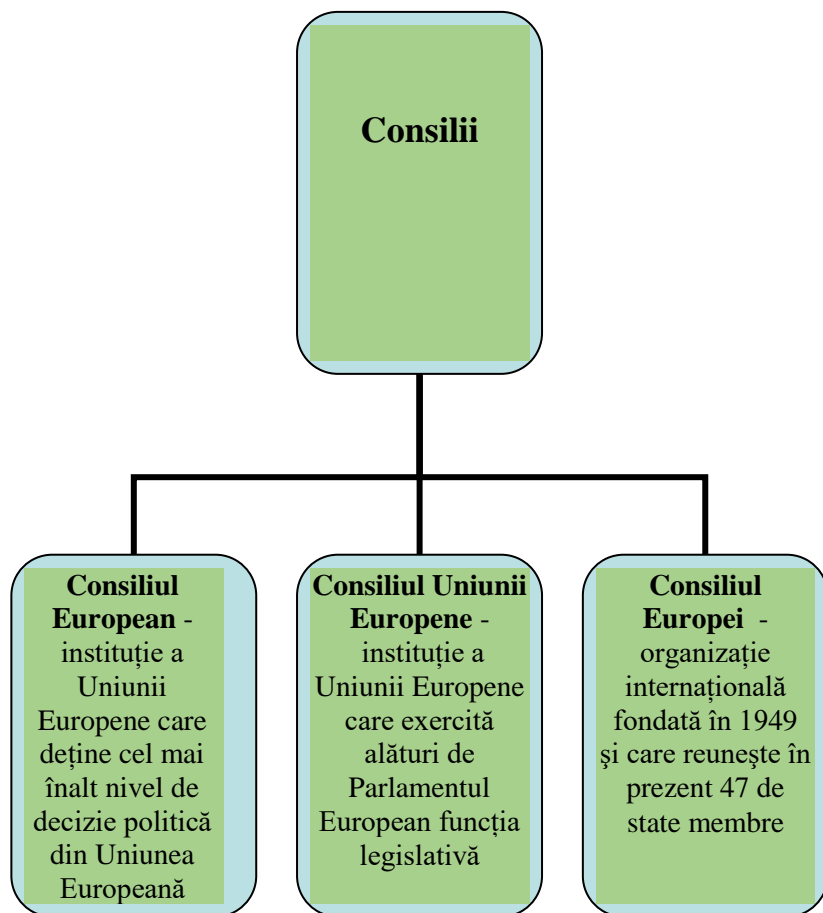 Consilii
Consiliul
European -
instituție a
Uniunii
Europene care
deține cel mai
înalt nivel de
decizie politică
din Uniunea
Europeană
Consiliul Uniunii
Europene -
instituție a
Uniunii Europene
care exercită
alături de
Parlamentul
European funcția
legislativă
Consiliul
Europei -
organizație
internațională
fondată în 1949
şi care reuneşte în
prezent 47 de
state membre